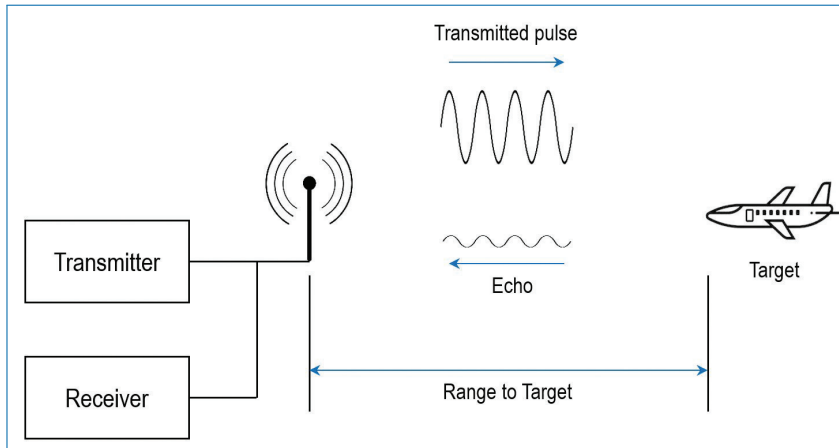 Transmitted pulse
Transmitter
Echo
Target
Range to Target
Receiver